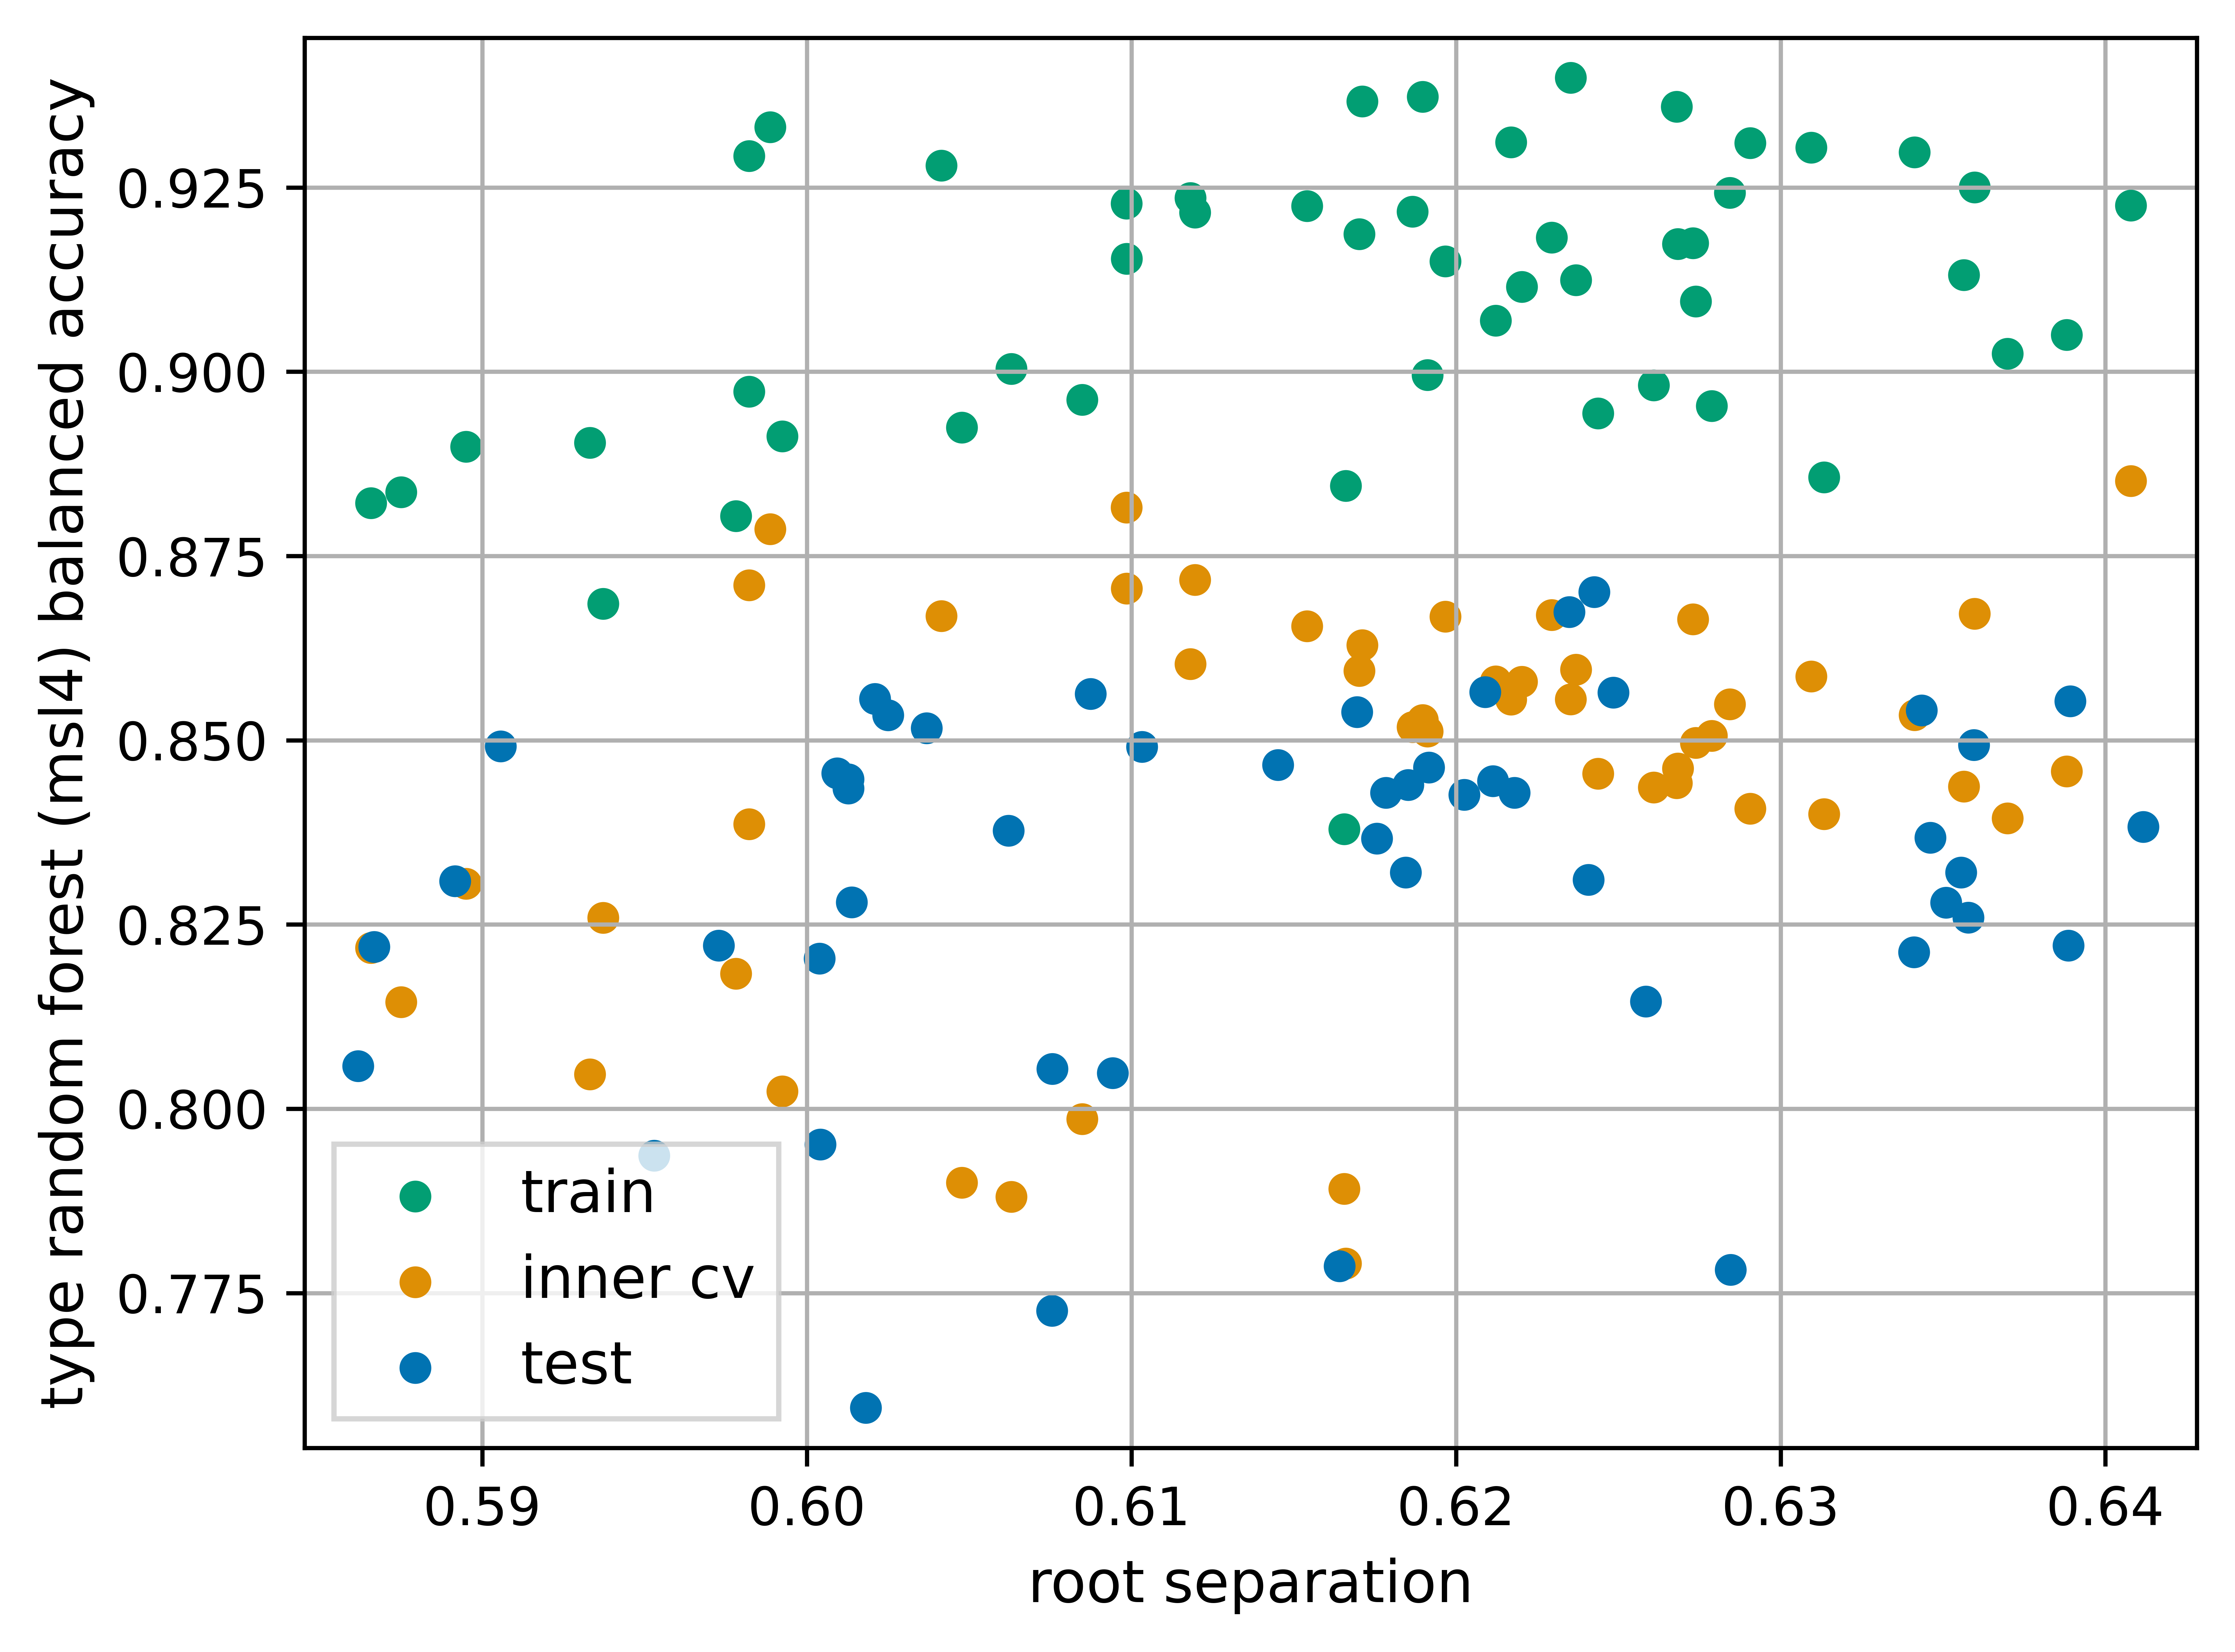 type random forest (msl4) balanced accuracy
0.925
0.900
0.875
0.850
0.825
0.800
0.775
train
inner cv
test
0.59 0.60 0.61 0.62 0.63 0.64
root separation